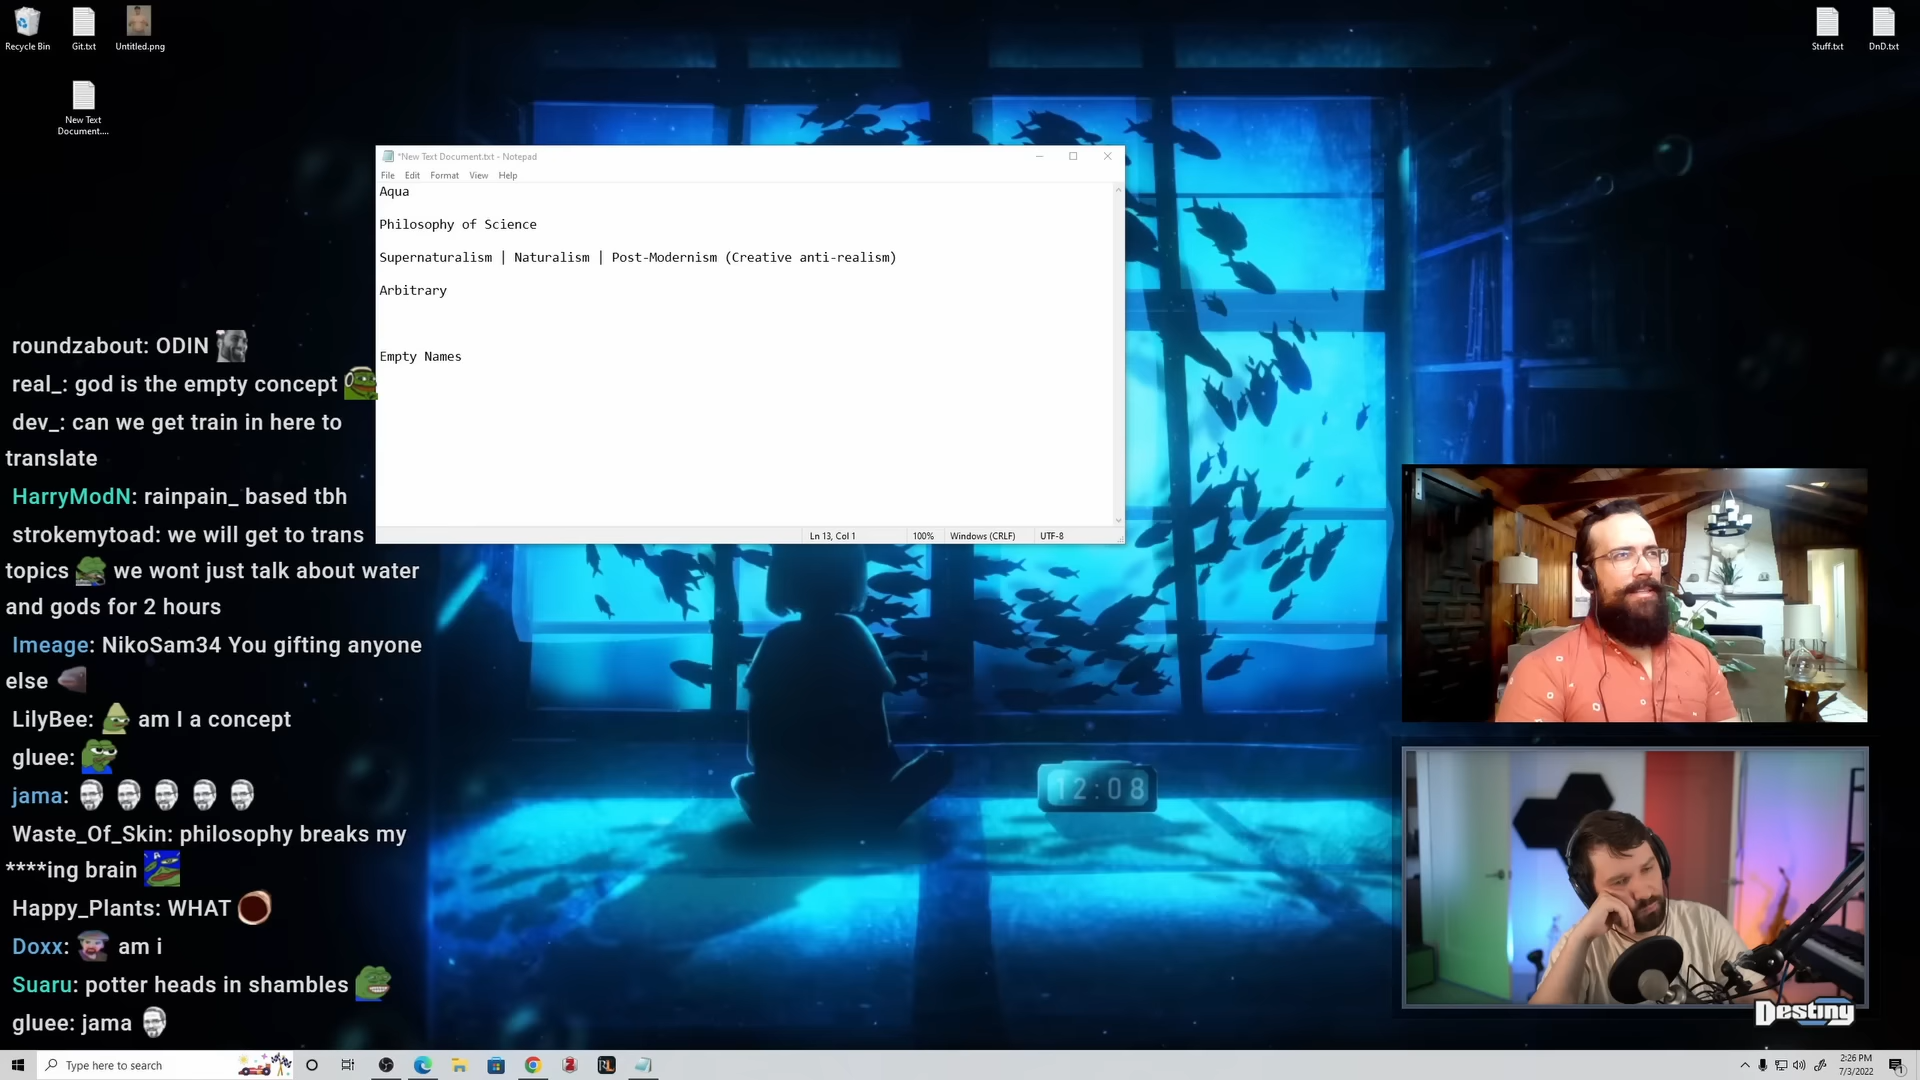 Recycle Bin
Git.txt
Untitled.png
New Text
Document....
Stuff.txt
DnD.txt
*New Text Document.txt - Notepad
File Edit Format View Help
Aqua
Philosophy of Science
Supernaturalism | Naturalism | Post-Modernism (Creative anti-realism)
Arbitrary
Empty Names
Ln 13, Col 1 100% Windows (CRLF) UTF-8
roundzabout: ODIN
real_: god is the empty concept
dev_: can we get train in here to
translate
HarryModN: rainpain_ based tbh
strokemytoad: we will get to trans
topics we wont just talk about water
and gods for 2 hours
Imeage: NikoSam34 You gifting anyone
else
LilyBee: am I a concept
gluee:
jama:
Waste_Of_Skin: philosophy breaks my
****ing brain
Happy_Plants: WHAT
Doxx: am i
Suaru: potter heads in shambles
gluee: jama
12:08
Destiny
Type here to search
2:26 PM
7/3/2022